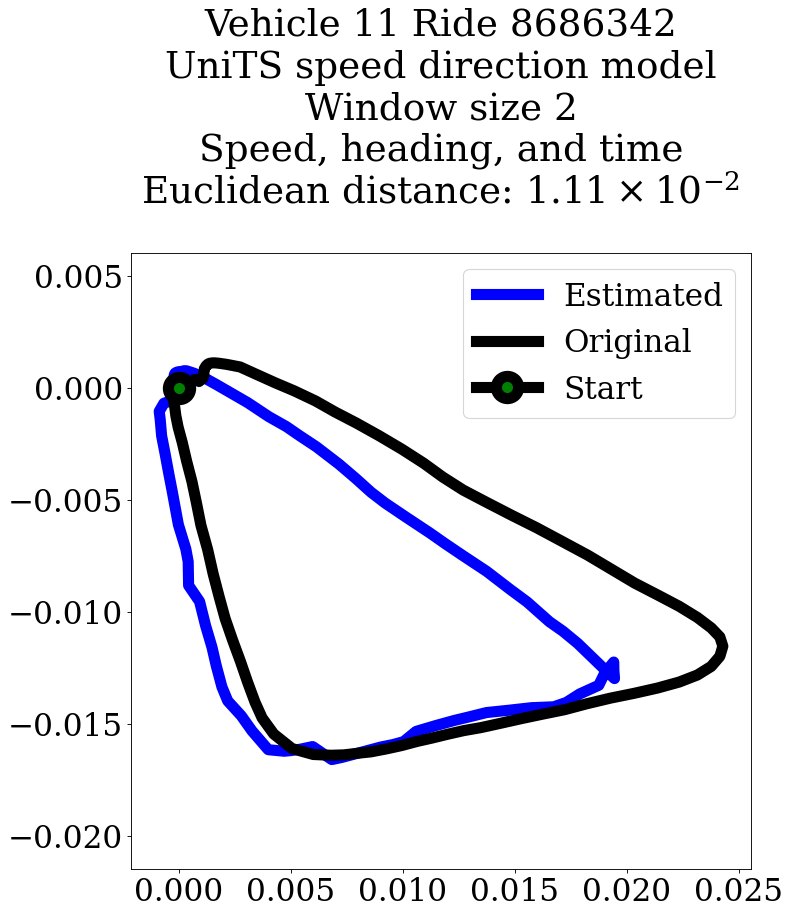 Vehicle 11 Ride 8686342
UniTS speed direction model
Window size 2
Speed, heading, and time
Euclidean distance: 1.11 × 10⁻²
Estimated
Original
Start
0.005
0.000
−0.005
−0.010
−0.015
−0.020
0.000 0.005 0.010 0.015 0.020 0.025